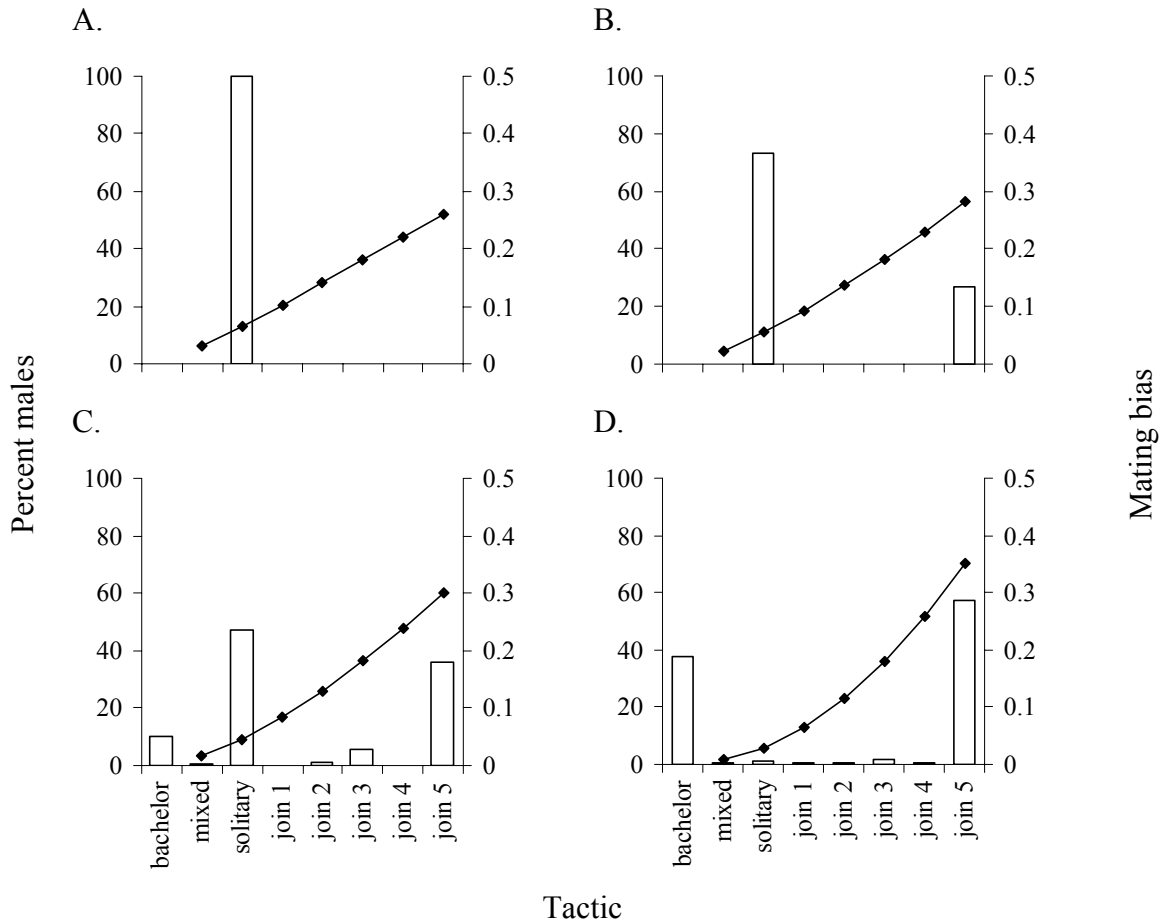 A.
B.
100 80 60 40 20 0
0.5 0.4 0.3 0.2 0.1 0
100 80 60 40 20 0
0.5 0.4 0.3 0.2 0.1 0
Percent males
Mating bias
C.
D.
100 80 60 40 20 0
0.5 0.4 0.3 0.2 0.1 0
100 80 60 40 20 0
0.5 0.4 0.3 0.2 0.1 0
bachelor
mixed
solitary
join 1
join 2
join 3
join 4
join 5
bachelor
mixed
solitary
join 1
join 2
join 3
join 4
join 5
Tactic